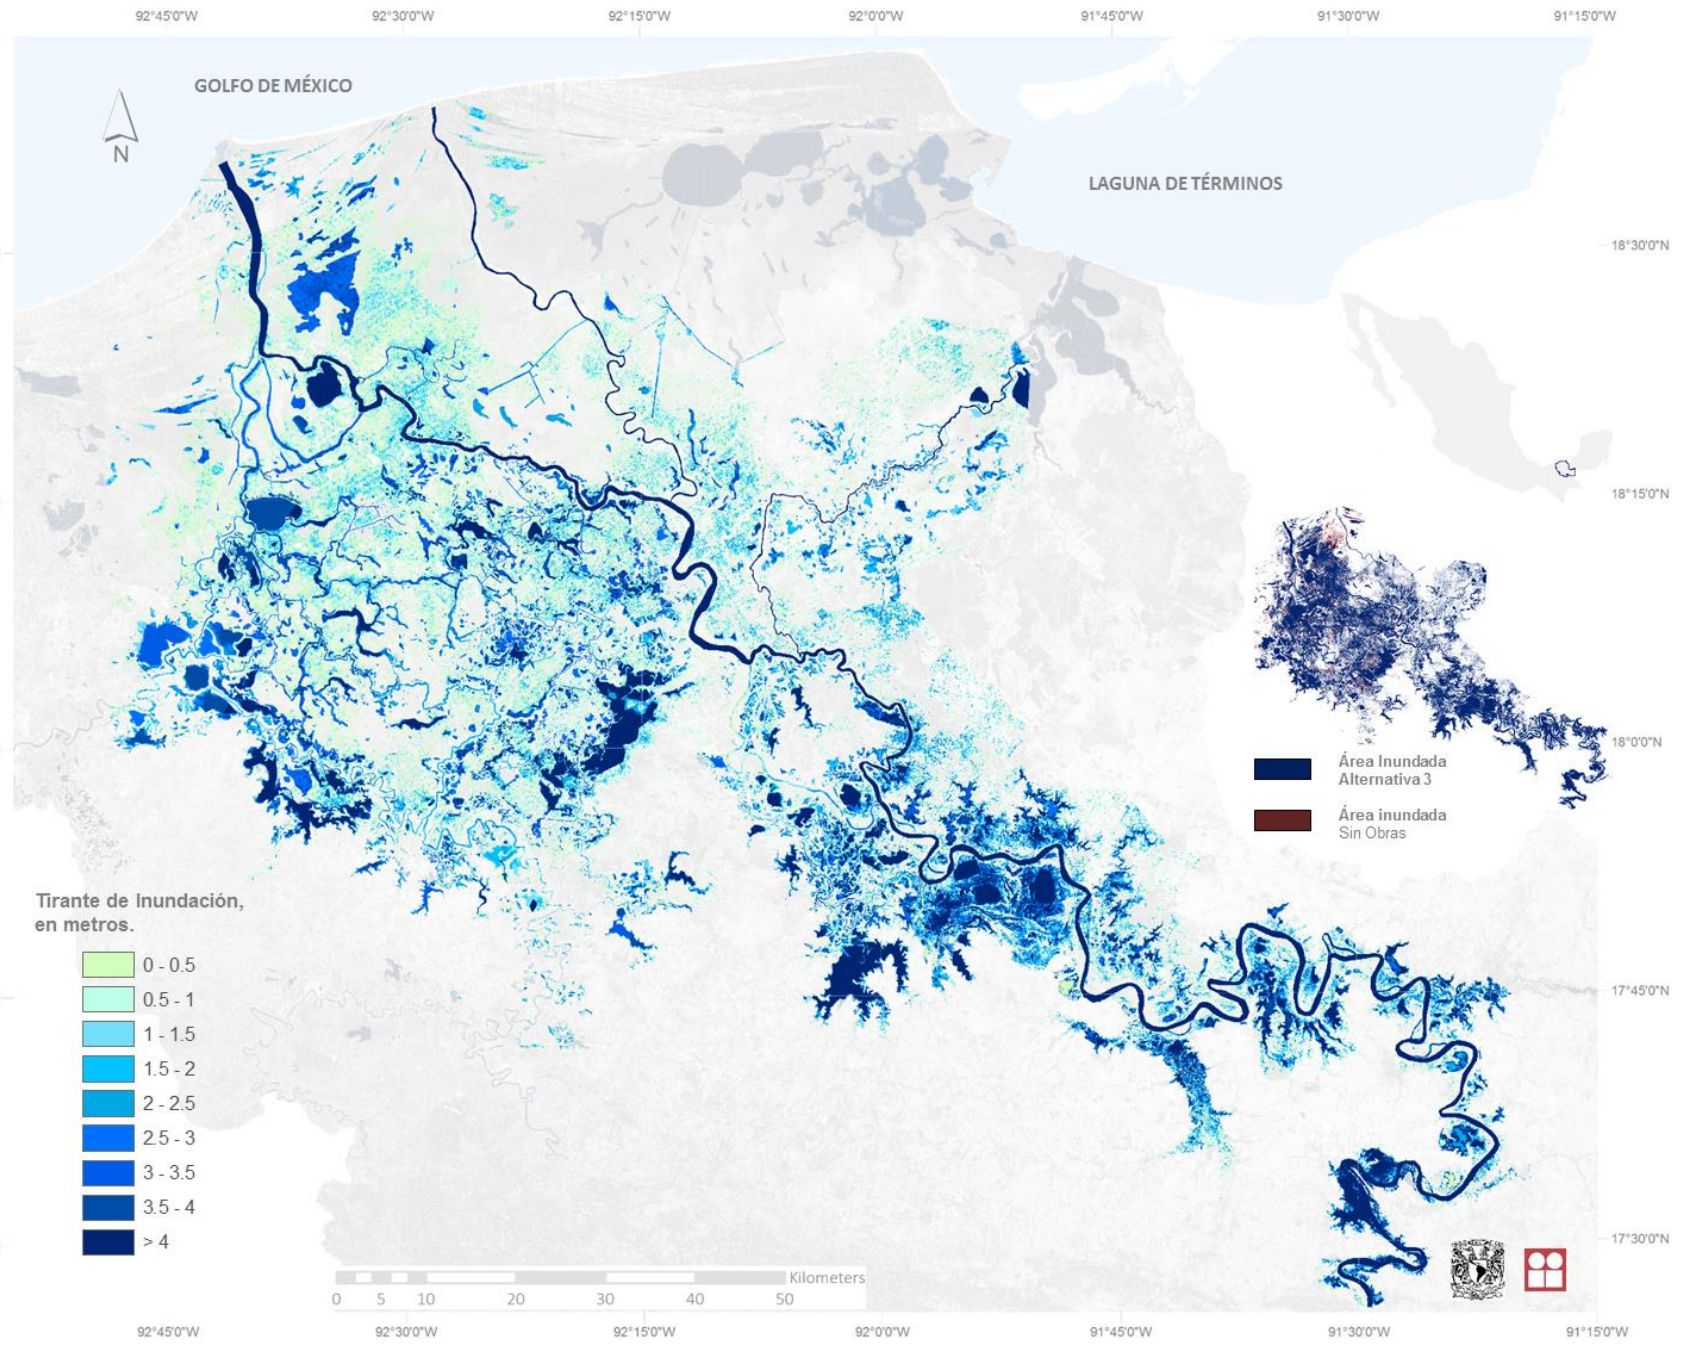 92°45'0"W 92°30'0"W 92°15'0"W 92°0'0"W 91°45'0"W 91°30'0"W 91°15'0"W
GOLFO DE MÉXICO
N
LAGUNA DE TÉRMINOS
18°30'0"N
18°15'0"N
18°0'0"N
Área Inundada
Alternativa 3
Área inundada
Sin Obras
Tirante de Inundación,
en metros.
0 - 0.5
0.5 - 1
1 - 1.5
1.5 - 2
2 - 2.5
2.5 - 3
3 - 3.5
3.5 - 4
> 4
17°45'0"N
17°30'0"N
Kilometers
0 5 10 20 30 40 50
92°45'0"W 92°30'0"W 92°15'0"W 92°0'0"W 91°45'0"W 91°30'0"W 91°15'0"W